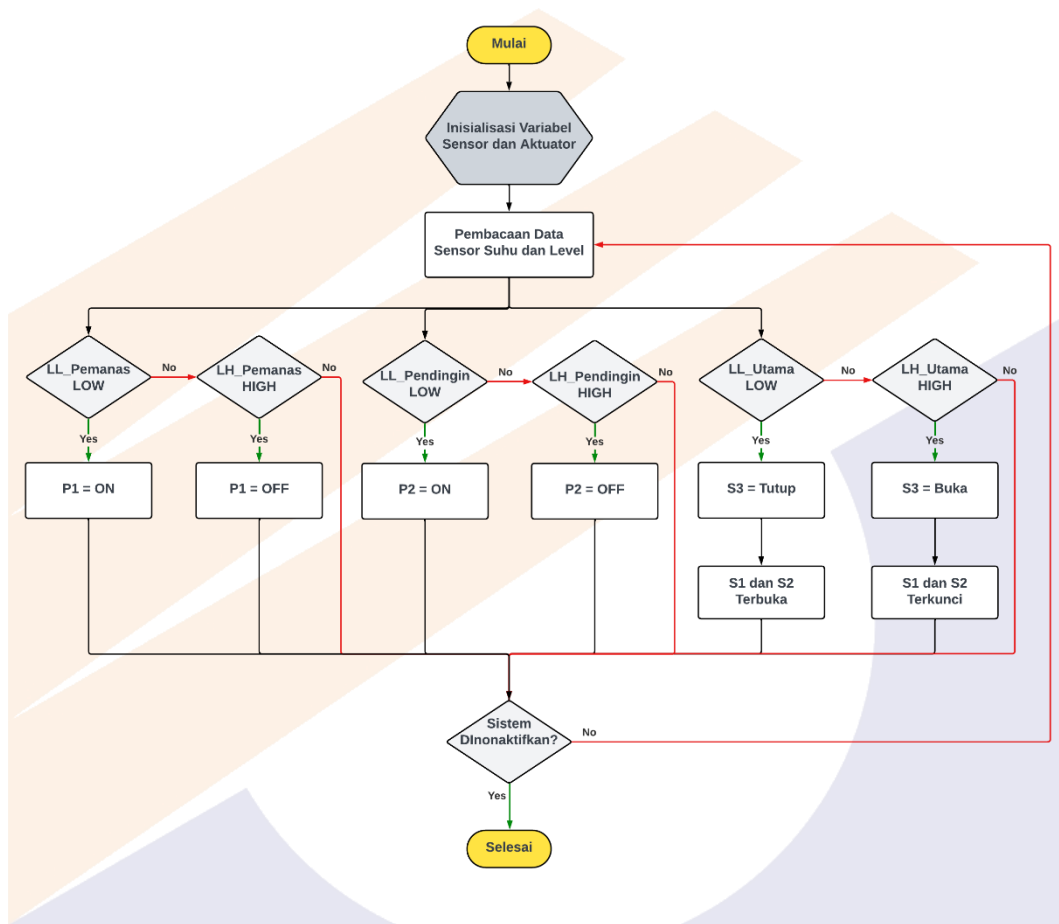 Mulai
Inisialisasi Variabel
Sensor dan Aktuator
Pembacaan Data
Sensor Suhu dan Level
LL_Pemanas
LOW
No
LH_Pemanas
HIGH
No
LL_Pendingin
LOW
No
LH_Pendingin
HIGH
No
LL_Utama
LOW
No
LH_Utama
HIGH
No
Yes
Yes
Yes
Yes
Yes
Yes
P1 = ON
P1 = OFF
P2 = ON
P2 = OFF
S3 = Tutup
S3 = Buka
S1 dan S2
Terbuka
S1 dan S2
Terkunci
Sistem
DInonaktifkan?
No
Yes
Selesai